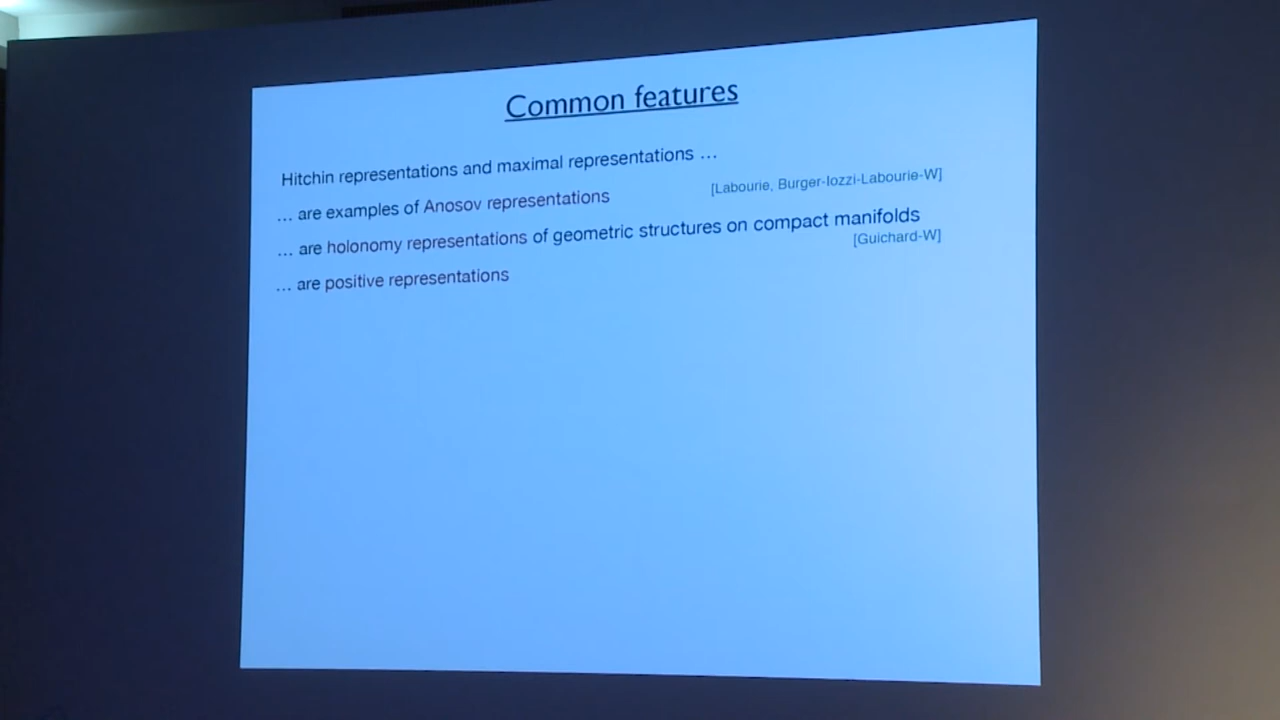 Common features
Hitchin representations and maximal representations …
… are examples of Anosov representations [Labourie, Burger-Iozzi-Labourie-W]
… are holonomy representations of geometric structures on compact manifolds
[Guichard-W]
… are positive representations